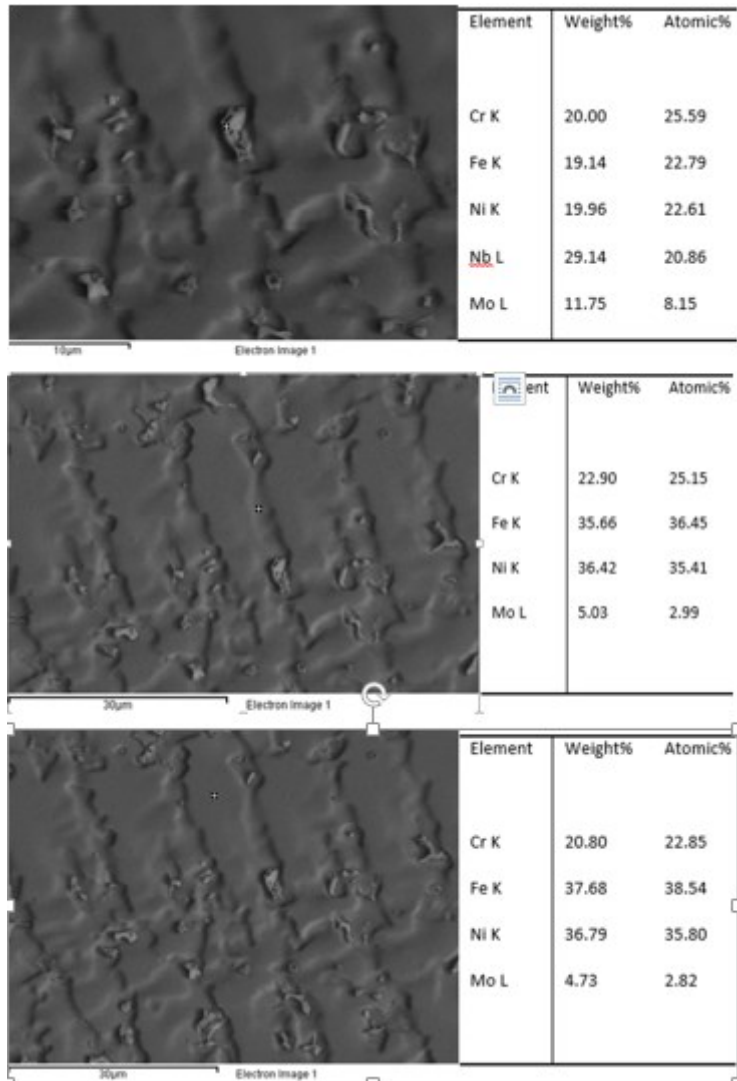 Element Weight% Atomic%
Cr K 20.00 25.59
Fe K 19.14 22.79
Ni K 19.96 22.61
Nb L 29.14 20.86
Mo L 11.75 8.15
10µm Electron Image 1
ent Weight% Atomic%
Cr K 22.90 25.15
Fe K 35.66 36.45
Ni K 36.42 35.41
Mo L 5.03 2.99
30µm Electron Image 1
Element Weight% Atomic%
Cr K 20.80 22.85
Fe K 37.68 38.54
Ni K 36.79 35.80
Mo L 4.73 2.82
30µm Electron Image 1